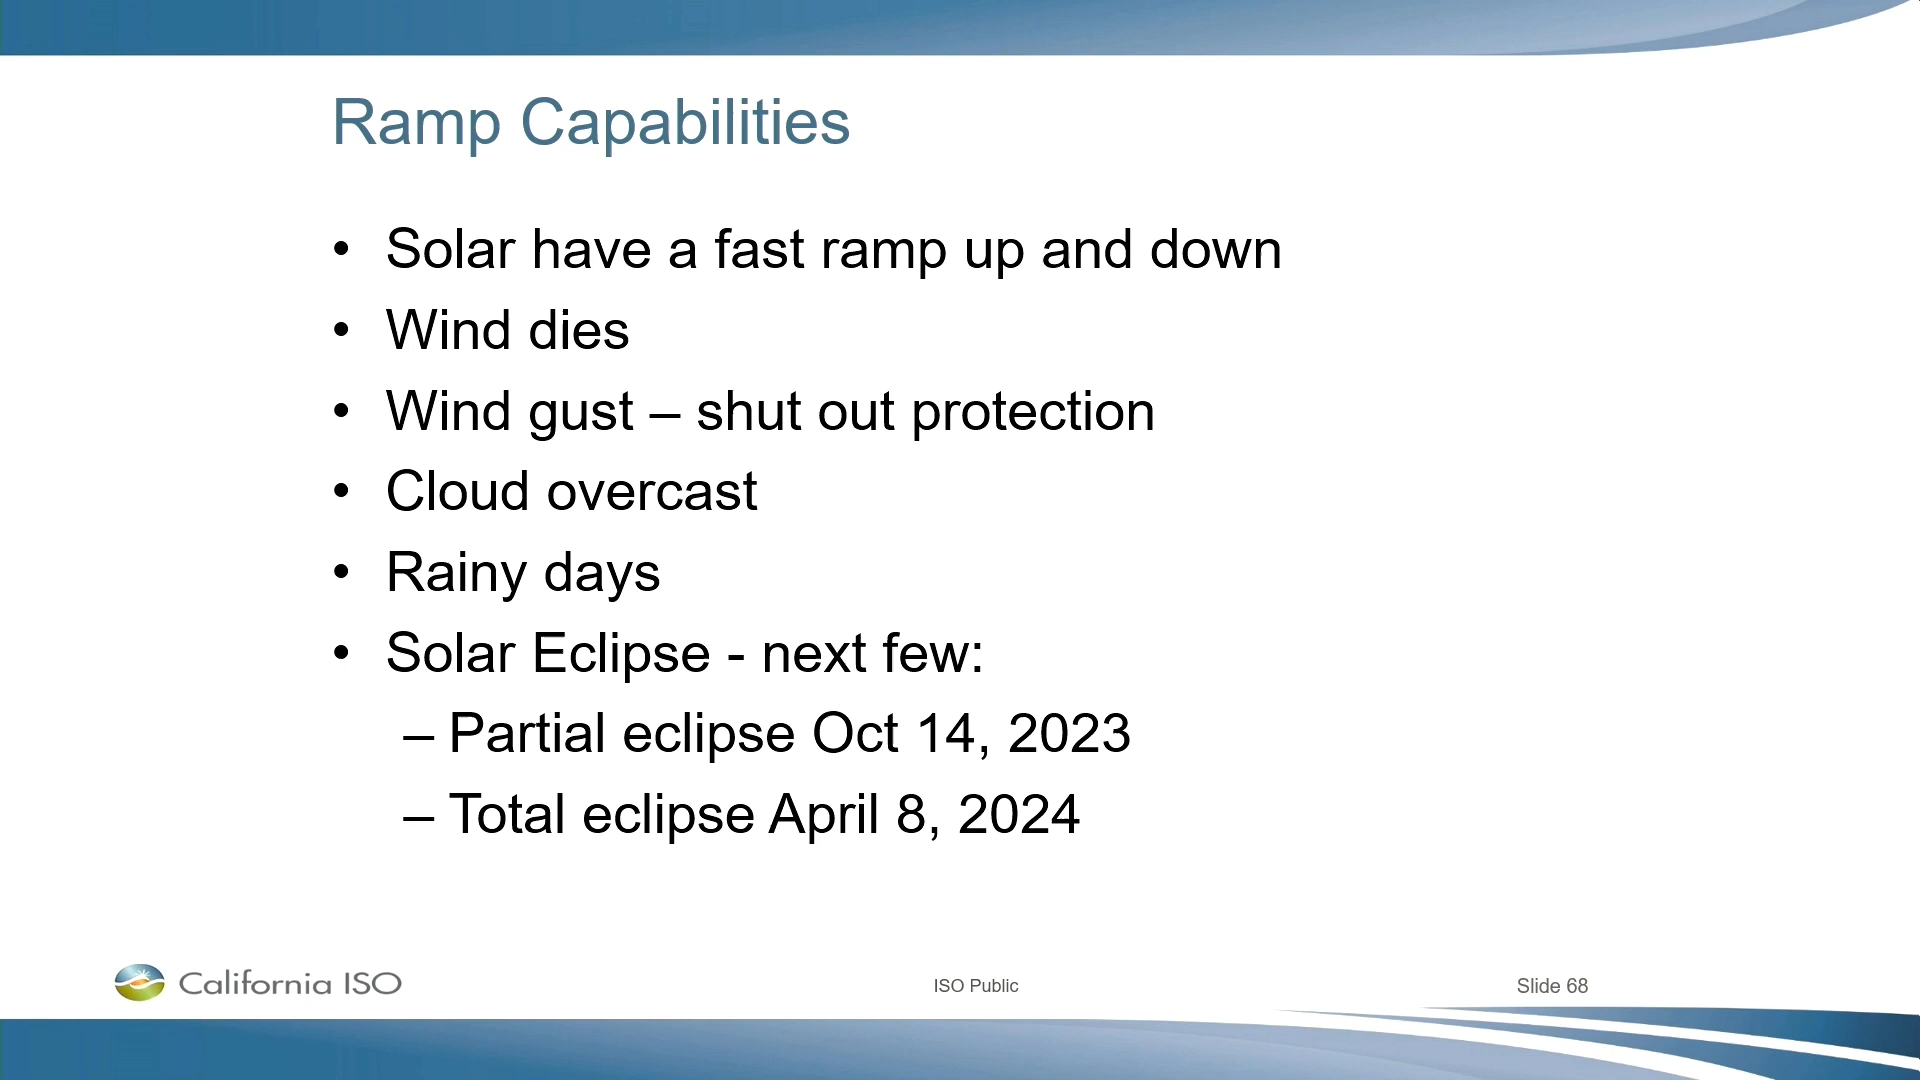 Ramp Capabilities
• Solar have a fast ramp up and down
• Wind dies
• Wind gust – shut out protection
• Cloud overcast
• Rainy days
• Solar Eclipse - next few:
– Partial eclipse Oct 14, 2023
– Total eclipse April 8, 2024
California ISO
ISO Public
Slide 68